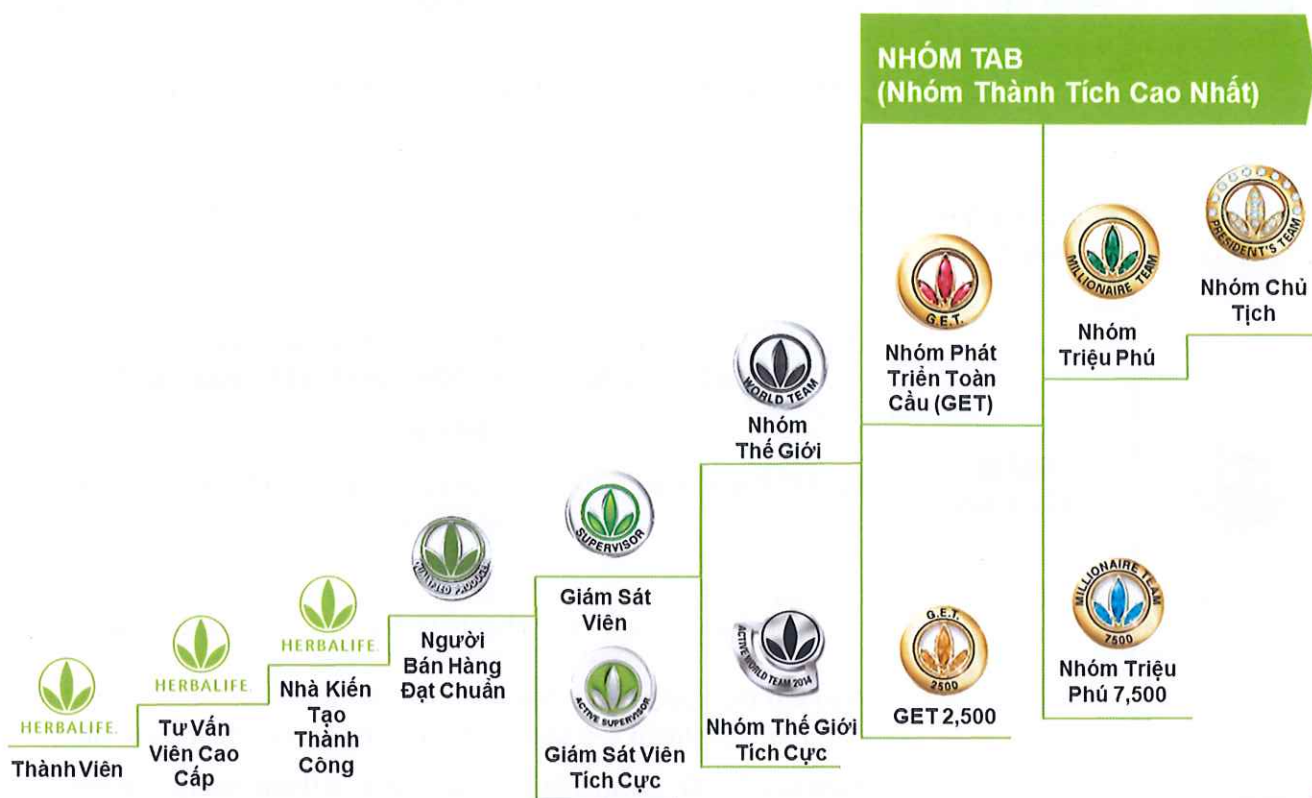 NHÓM TAB
(Nhóm Thành Tích Cao Nhất)
PRESIDENT'S TEAM
Nhóm Chủ
Tịch
MILLIONAIRE TEAM
Nhóm
Triệu Phú
G.E.T.
Nhóm Phát
Triển Toàn
Cầu (GET)
WORLD TEAM
Nhóm
Thế Giới
SUPERVISOR
Giám Sát
Viên
QUALIFIED PRODUCER
Người
Bán Hàng
Đạt Chuẩn
HERBALIFE.
Nhà Kiến
Tạo
Thành
Công
HERBALIFE.
Tư Vấn
Viên Cao
Cấp
HERBALIFE.
Thành Viên
ACTIVE SUPERVISOR
Giám Sát Viên
Tích Cực
ACTIVE WORLD TEAM 2014
Nhóm Thế Giới
Tích Cực
G.E.T.
2500
GET 2,500
MILLIONAIRE TEAM
7500
Nhóm Triệu
Phú 7,500